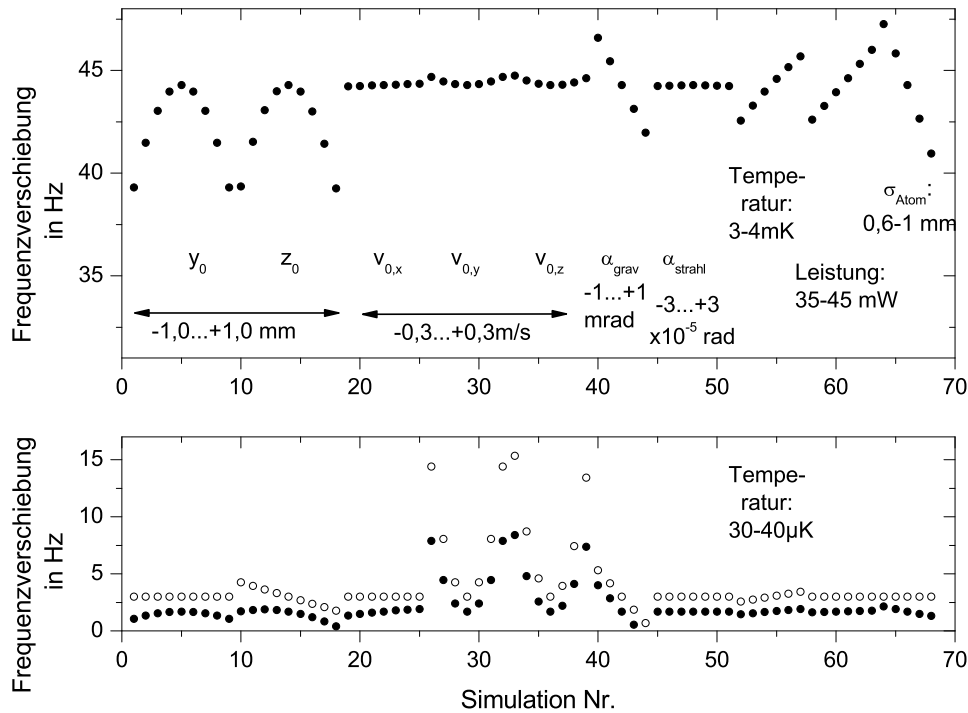 Frequenzverschiebung
in Hz
45
40
35
y0
z0
v0,x
v0,y
v0,z
αgrav
αstrahl
-1,0...+1,0 mm
-0,3...+0,3m/s
-1...+1
mrad
-3...+3
x10-5 rad
Tempe-
ratur:
3-4mK
σAtom:
0,6-1 mm
Leistung:
35-45 mW
0 10 20 30 40 50 60 70
Frequenzverschiebung
in Hz
15
10
5
0
Tempe-
ratur:
30-40µK
0 10 20 30 40 50 60 70
Simulation Nr.